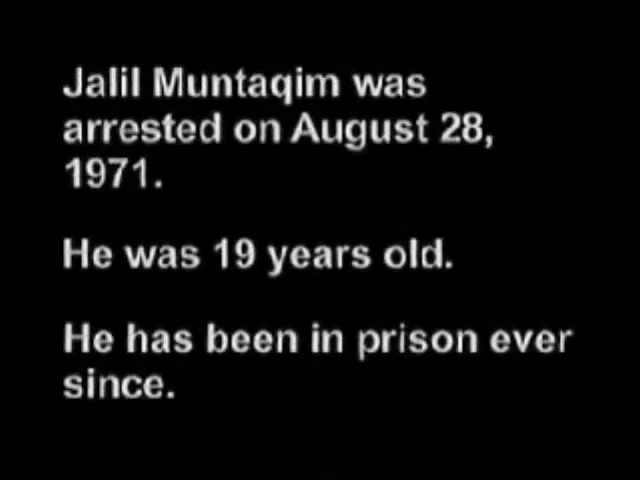 Jalil Muntaqim was
arrested on August 28,
1971.
He was 19 years old.
He has been in prison ever
since.